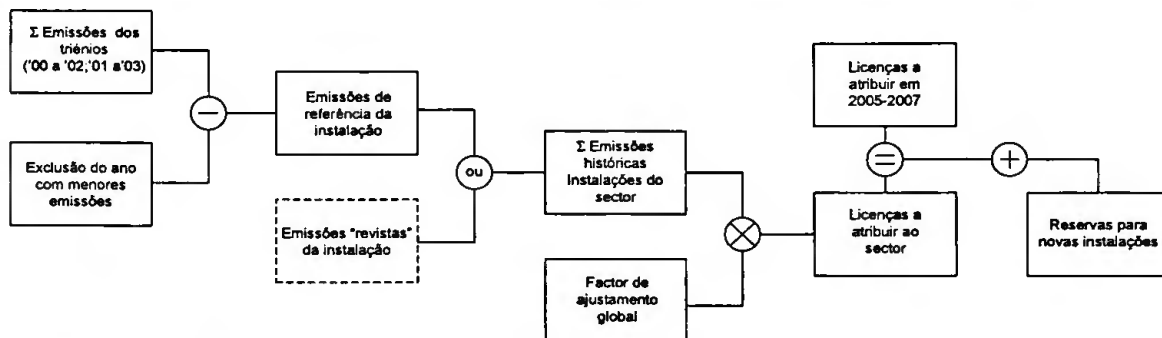 Σ Emissões dos
triénios
('00 a '02;'01 a'03)
Exclusão do ano
com menores
emissões
Emissões de
referência da
instalação
Emissões "revistas"
da instalação
ou
Σ Emissões
históricas
Instalações do
sector
Factor de
ajustamento
global
Licenças a
atribuir em
2005-2007
Licenças a
atribuir ao
sector
Reservas para
novas instalações